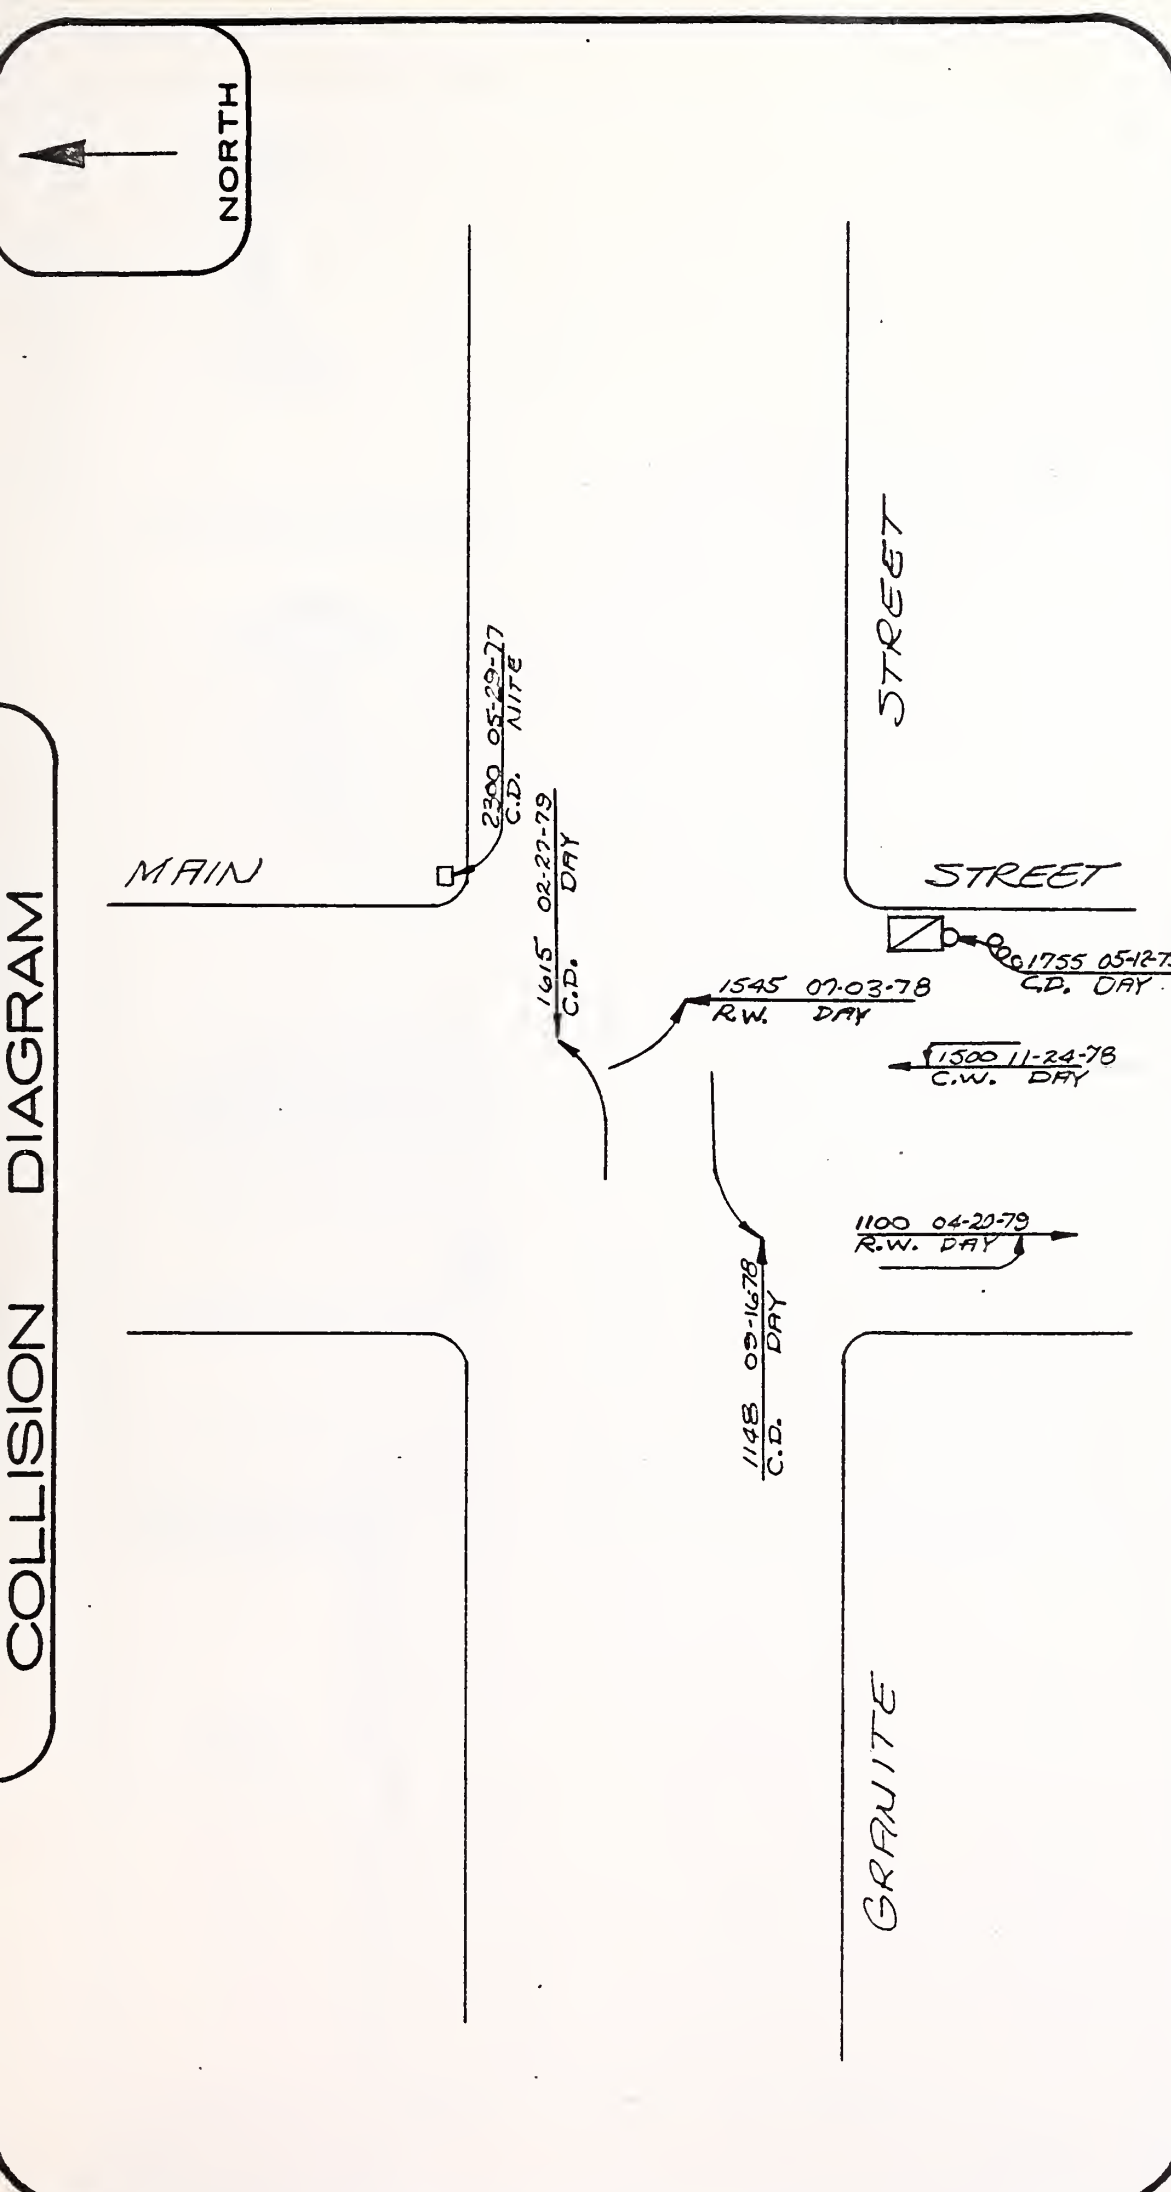 COLLISION DIAGRAM
NORTH
MAIN
STREET
GRANITE
STREET
2300 05-29-77
C.D. NITE
1615 02-27-79
C.D. DAY
1545 07-03-78
R.W. DAY
1755
C.D. DAY
1500 11-24-78
C.W. DAY
1100 04-20-79
R.W. DAY
1148 09-16-78
C.D. DAY